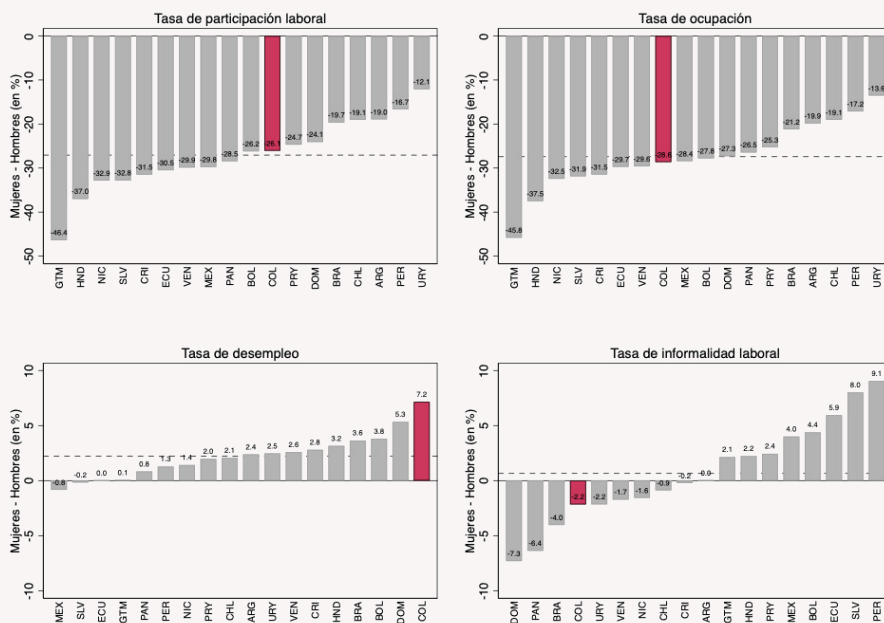 Tasa de participación laboral
Mujeres - Hombres (en %)
0
-10
-20
-30
-40
-50
-46.4 -37.0 -32.9 -32.8 -31.5 -30.5 -29.9 -29.8 -28.5 -26.2 -26.1 -24.7 -24.1 -19.7 -19.1 -19.0 -16.7 -12.1
GTM HND NIC SLV CRI ECU VEN MEX PAN BOL COL PRY DOM BRA CHL ARG PER URY
Tasa de ocupación
Mujeres - Hombres (en %)
0
-10
-20
-30
-40
-50
-45.8 -37.5 -32.5 -31.9 -31.5 -29.7 -29.6 -28.6 -28.4 -27.8 -27.3 -26.5 -25.3 -21.2 -19.9 -19.1 -17.2
GTM HND NIC SLV CRI ECU VEN COL MEX BOL DOM PAN PRY BRA ARG CHL PER URY
Tasa de desempleo
Mujeres - Hombres (en %)
10
5
0
-5
-10
-0.8 -0.2 0.0 0.1 0.8 1.3 1.4 2.0 2.1 2.4 2.5 2.6 2.8 3.2 3.6 3.8 5.3 7.2
MEX SLV ECU GTM PAN PER NIC PRY CHL ARG URY VEN CRI HND BRA BOL DOM COL
Tasa de informalidad laboral
Mujeres - Hombres (en %)
10
5
0
-5
-10
-7.3 -6.4 -4.0 -2.2 -2.2 -1.7 -1.6 -0.9 -0.2 0.0 2.1 2.2 2.4 4.0 4.4 5.9 8.0 9.1
DOM PAN BRA COL URY VEN NIC CHL CRI ARG GTM HND PRY MEX BOL ECU SLV PER